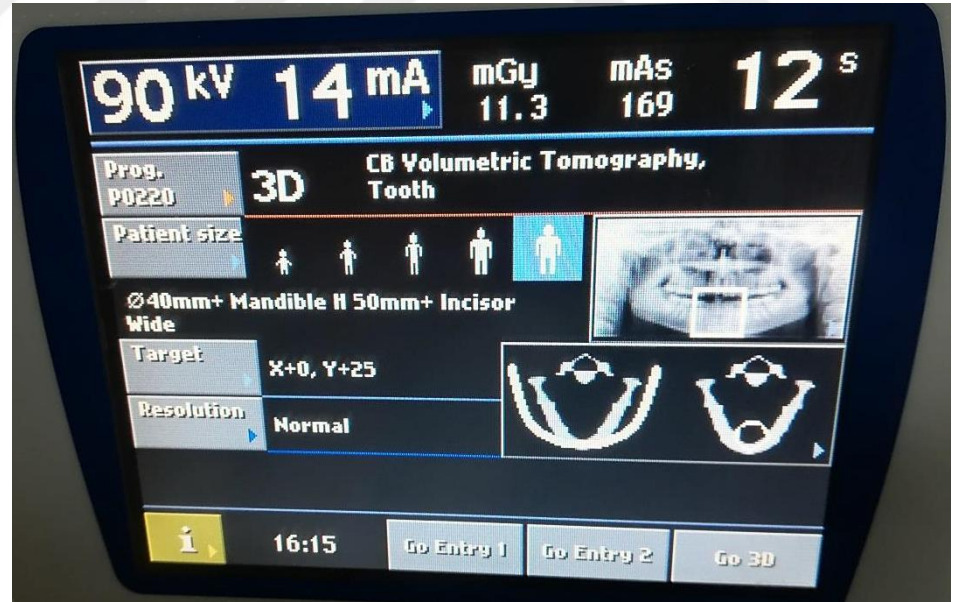 90 kV 14 mA mGy mAs 12 s
11.3 169
Prog. P0220 3D CB Volumetric Tomography,
Tooth
Patient size
Ø40mm+ Mandible H 50mm+ Incisor
Wide
Target X+0, Y+25
Resolution Normal
i 16:15 Go Entry 1 Go Entry 2 Go 3D